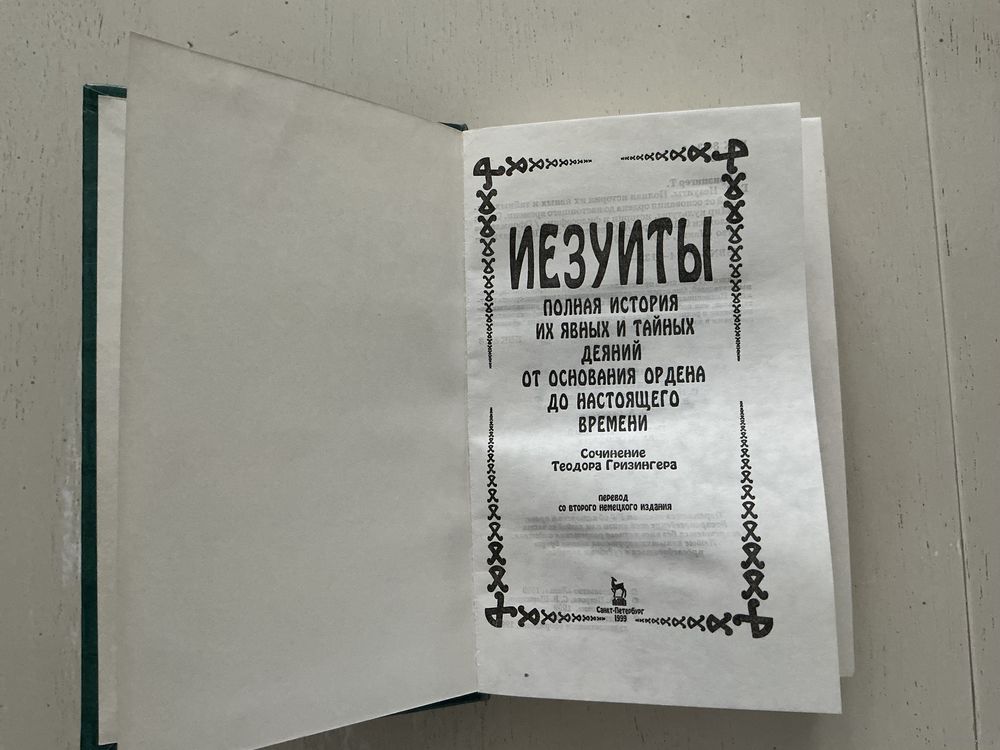 ИЕЗУИТЫ
ПОЛНАЯ ИСТОРИЯ
ИХ ЯВНЫХ И ТАЙНЫХ
ДЕЯНИЙ
ОТ ОСНОВАНИЯ ОРДЕНА
ДО НАСТОЯЩЕГО
ВРЕМЕНИ
Сочинение
Теодора Гризингера
перевод
со второго немецкого издания
Санкт-Петербург
1999